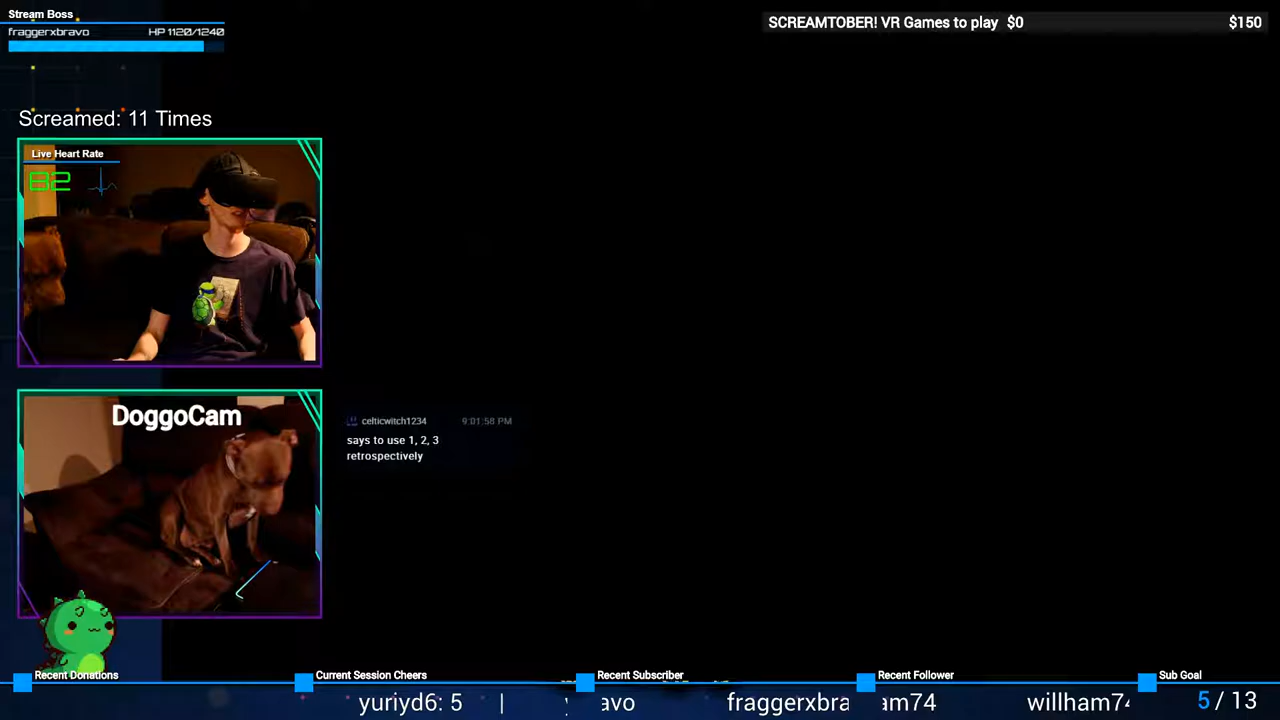 Stream Boss
fraggerxbravo HP 1120/1240
SCREAMTOBER! VR Games to play $0 $150
Screamed: 11 Times
Live Heart Rate
82
DoggoCam
celticwitch1234 9:01:58 PM
says to use 1, 2, 3
retrospectively
Recent Donations Current Session Cheers Recent Subscriber Recent Follower Sub Goal
yuriyd6: 5 | avo fraggerxbra am74 willham74 5 / 13